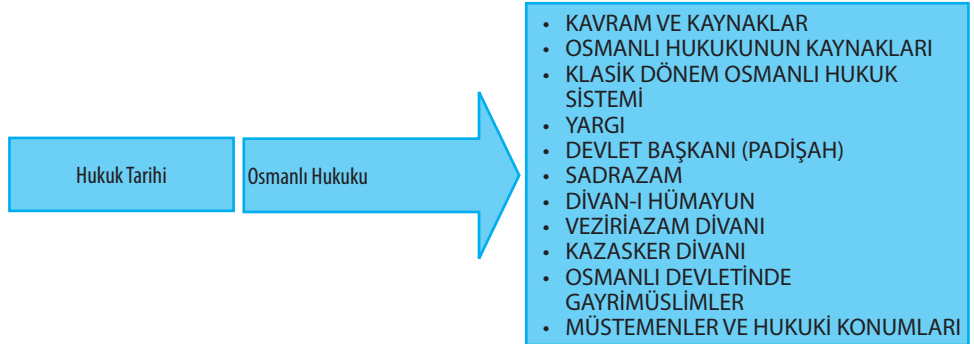 Hukuk Tarihi
Osmanlı Hukuku
• KAVRAM VE KAYNAKLAR
• OSMANLI HUKUKUNUN KAYNAKLARI
• KLASİK DÖNEM OSMANLI HUKUK
SİSTEMİ
• YARGI
• DEVLET BAŞKANI (PADİŞAH)
• SADRAZAM
• DİVAN-I HÜMAYUN
• VEZİRİAZAM DİVANI
• KAZASKER DİVANI
• OSMANLI DEVLETİNDE
GAYRİMÜSLİMLER
• MÜSTEMENLER VE HUKUKİ KONUMLARI